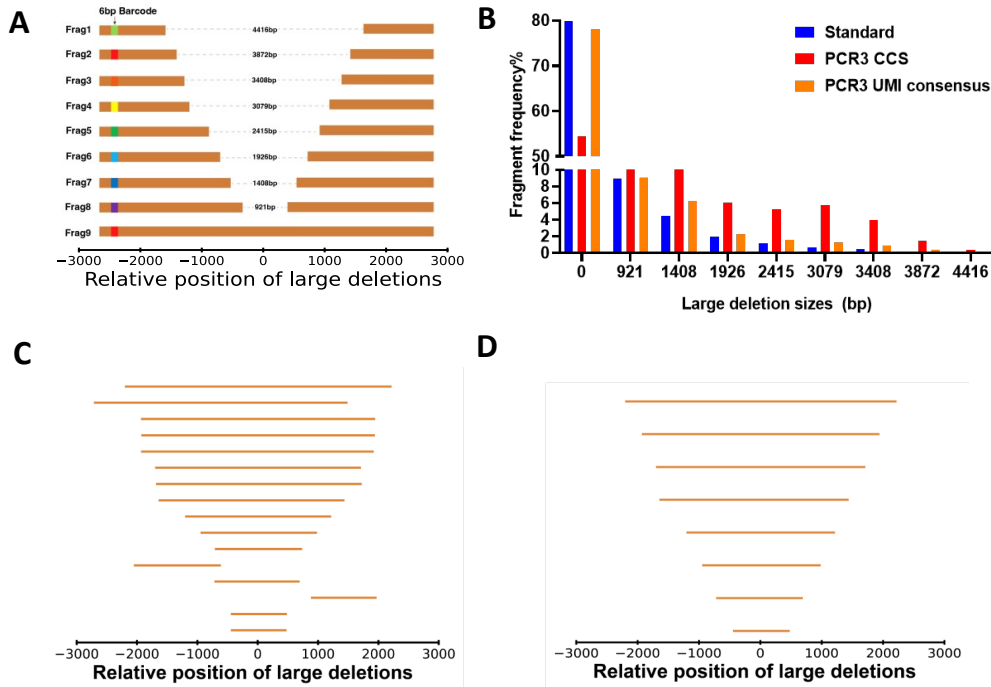 A
6bp Barcode
Frag1 4416bp
Frag2 3872bp
Frag3 3408bp
Frag4 3079bp
Frag5 2415bp
Frag6 1926bp
Frag7 1408bp
Frag8 921bp
Frag9
−3000 −2000 −1000 0 1000 2000 3000
Relative position of large deletions
B
Fragment frequency%
80
70
60
50
10
8
6
4
2
0
Standard
PCR3 CCS
PCR3 UMI consensus
0 921 1408 1926 2415 3079 3408 3872 4416
Large deletion sizes (bp)
C
−3000 −2000 −1000 0 1000 2000 3000
Relative position of large deletions
D
−3000 −2000 −1000 0 1000 2000 3000
Relative position of large deletions